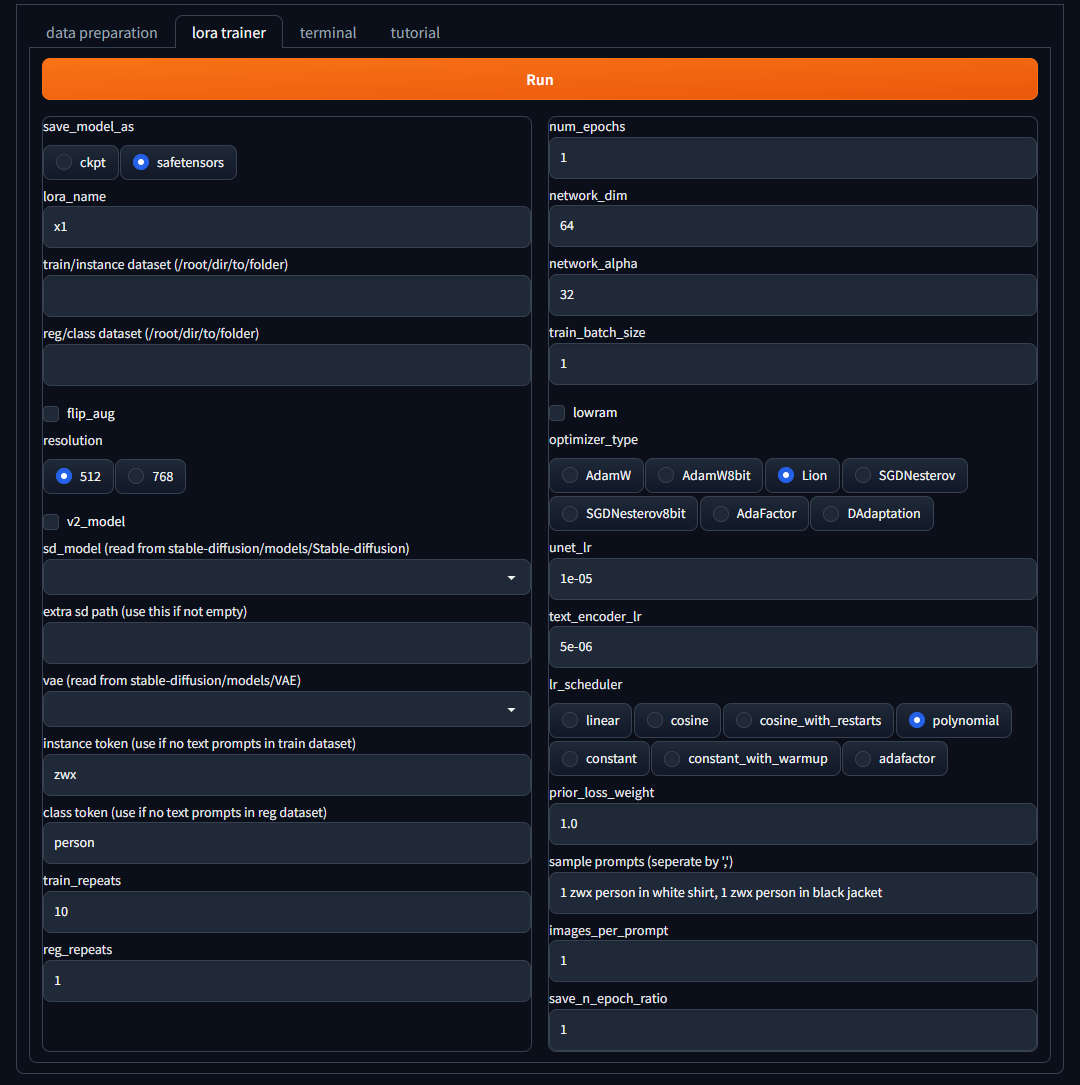 data preparation
lora trainer
terminal
tutorial
Run
save_model_as
ckpt
safetensors
lora_name
x1
train/instance dataset (/root/dir/to/folder)
reg/class dataset (/root/dir/to/folder)
flip_aug
resolution
512
768
v2_model
sd_model (read from stable-diffusion/models/Stable-diffusion)
extra sd path (use this if not empty)
vae (read from stable-diffusion/models/VAE)
instance token (use if no text prompts in train dataset)
zwx
class token (use if no text prompts in reg dataset)
person
train_repeats
10
reg_repeats
1
num_epochs
1
network_dim
64
network_alpha
32
train_batch_size
1
lowram
optimizer_type
AdamW
AdamW8bit
Lion
SGDNesterov
SGDNesterov8bit
AdaFactor
DAdaptation
unet_lr
1e-05
text_encoder_lr
5e-06
lr_scheduler
linear
cosine
cosine_with_restarts
polynomial
constant
constant_with_warmup
adafactor
prior_loss_weight
1.0
sample prompts (seperate by ',')
1 zwx person in white shirt, 1 zwx person in black jacket
images_per_prompt
1
save_n_epoch_ratio
1